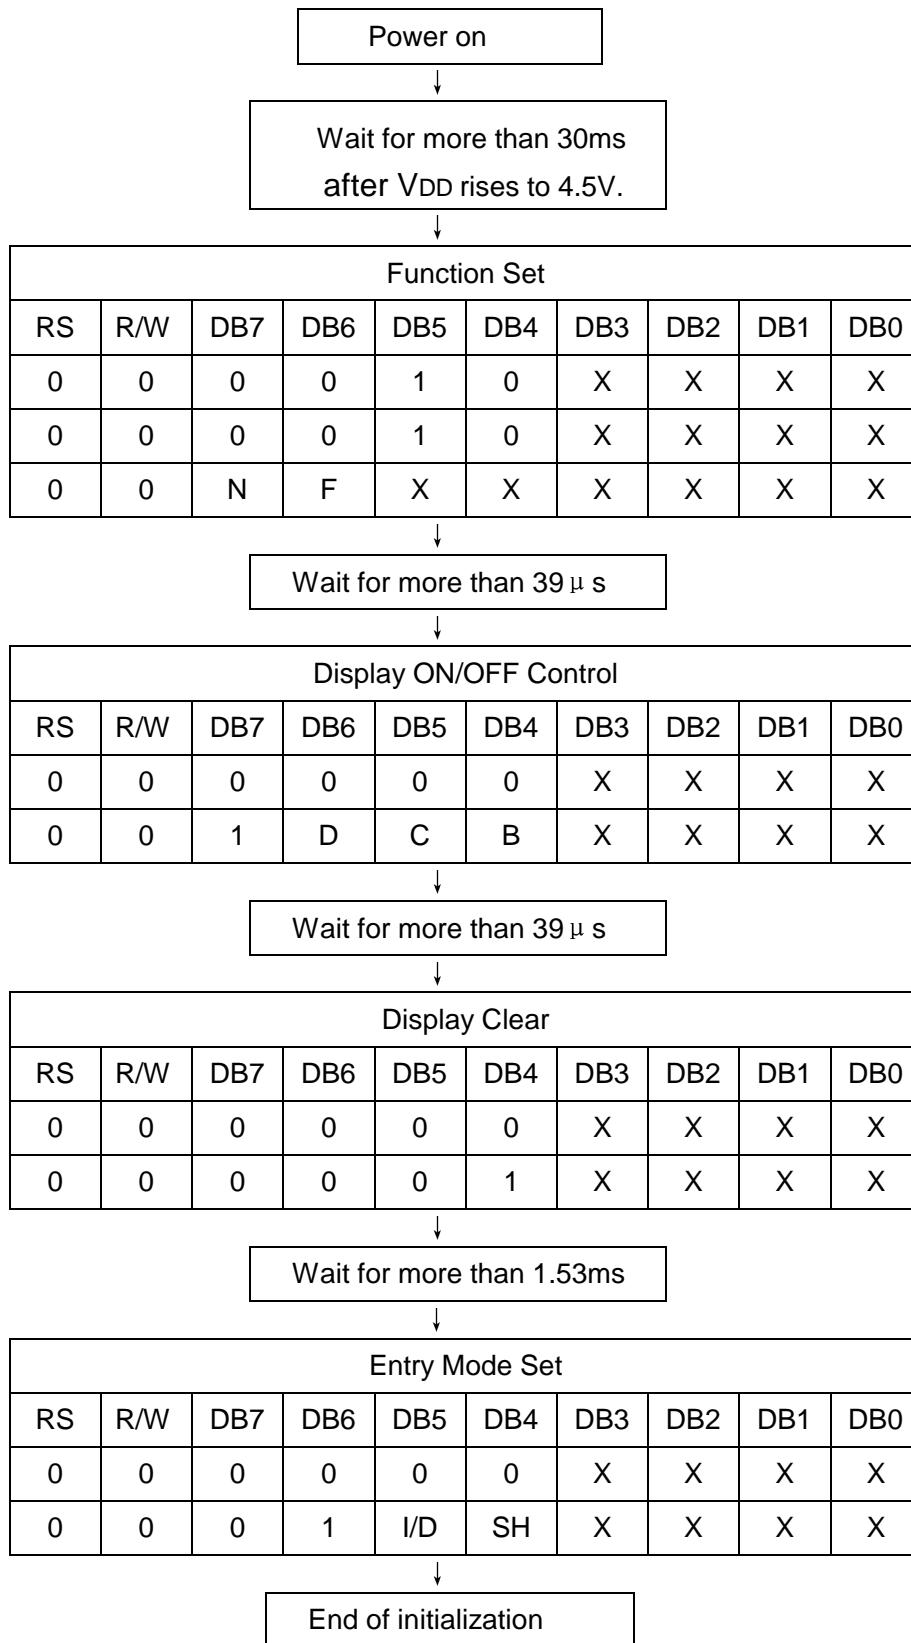 Power on
Wait for more than 30ms
after VDD rises to 4.5V.
Function Set
RS R/W DB7 DB6 DB5 DB4 DB3 DB2 DB1 DB0
0 0 0 0 1 0 X X X X
0 0 0 0 1 0 X X X X
0 0 N F X X X X X X
Wait for more than 39μs
Display ON/OFF Control
RS R/W DB7 DB6 DB5 DB4 DB3 DB2 DB1 DB0
0 0 0 0 0 0 X X X X
0 0 1 D C B X X X X
Wait for more than 39μs
Display Clear
RS R/W DB7 DB6 DB5 DB4 DB3 DB2 DB1 DB0
0 0 0 0 0 0 X X X X
0 0 0 0 0 1 X X X X
Wait for more than 1.53ms
Entry Mode Set
RS R/W DB7 DB6 DB5 DB4 DB3 DB2 DB1 DB0
0 0 0 0 0 0 X X X X
0 0 0 1 I/D SH X X X X
End of initialization